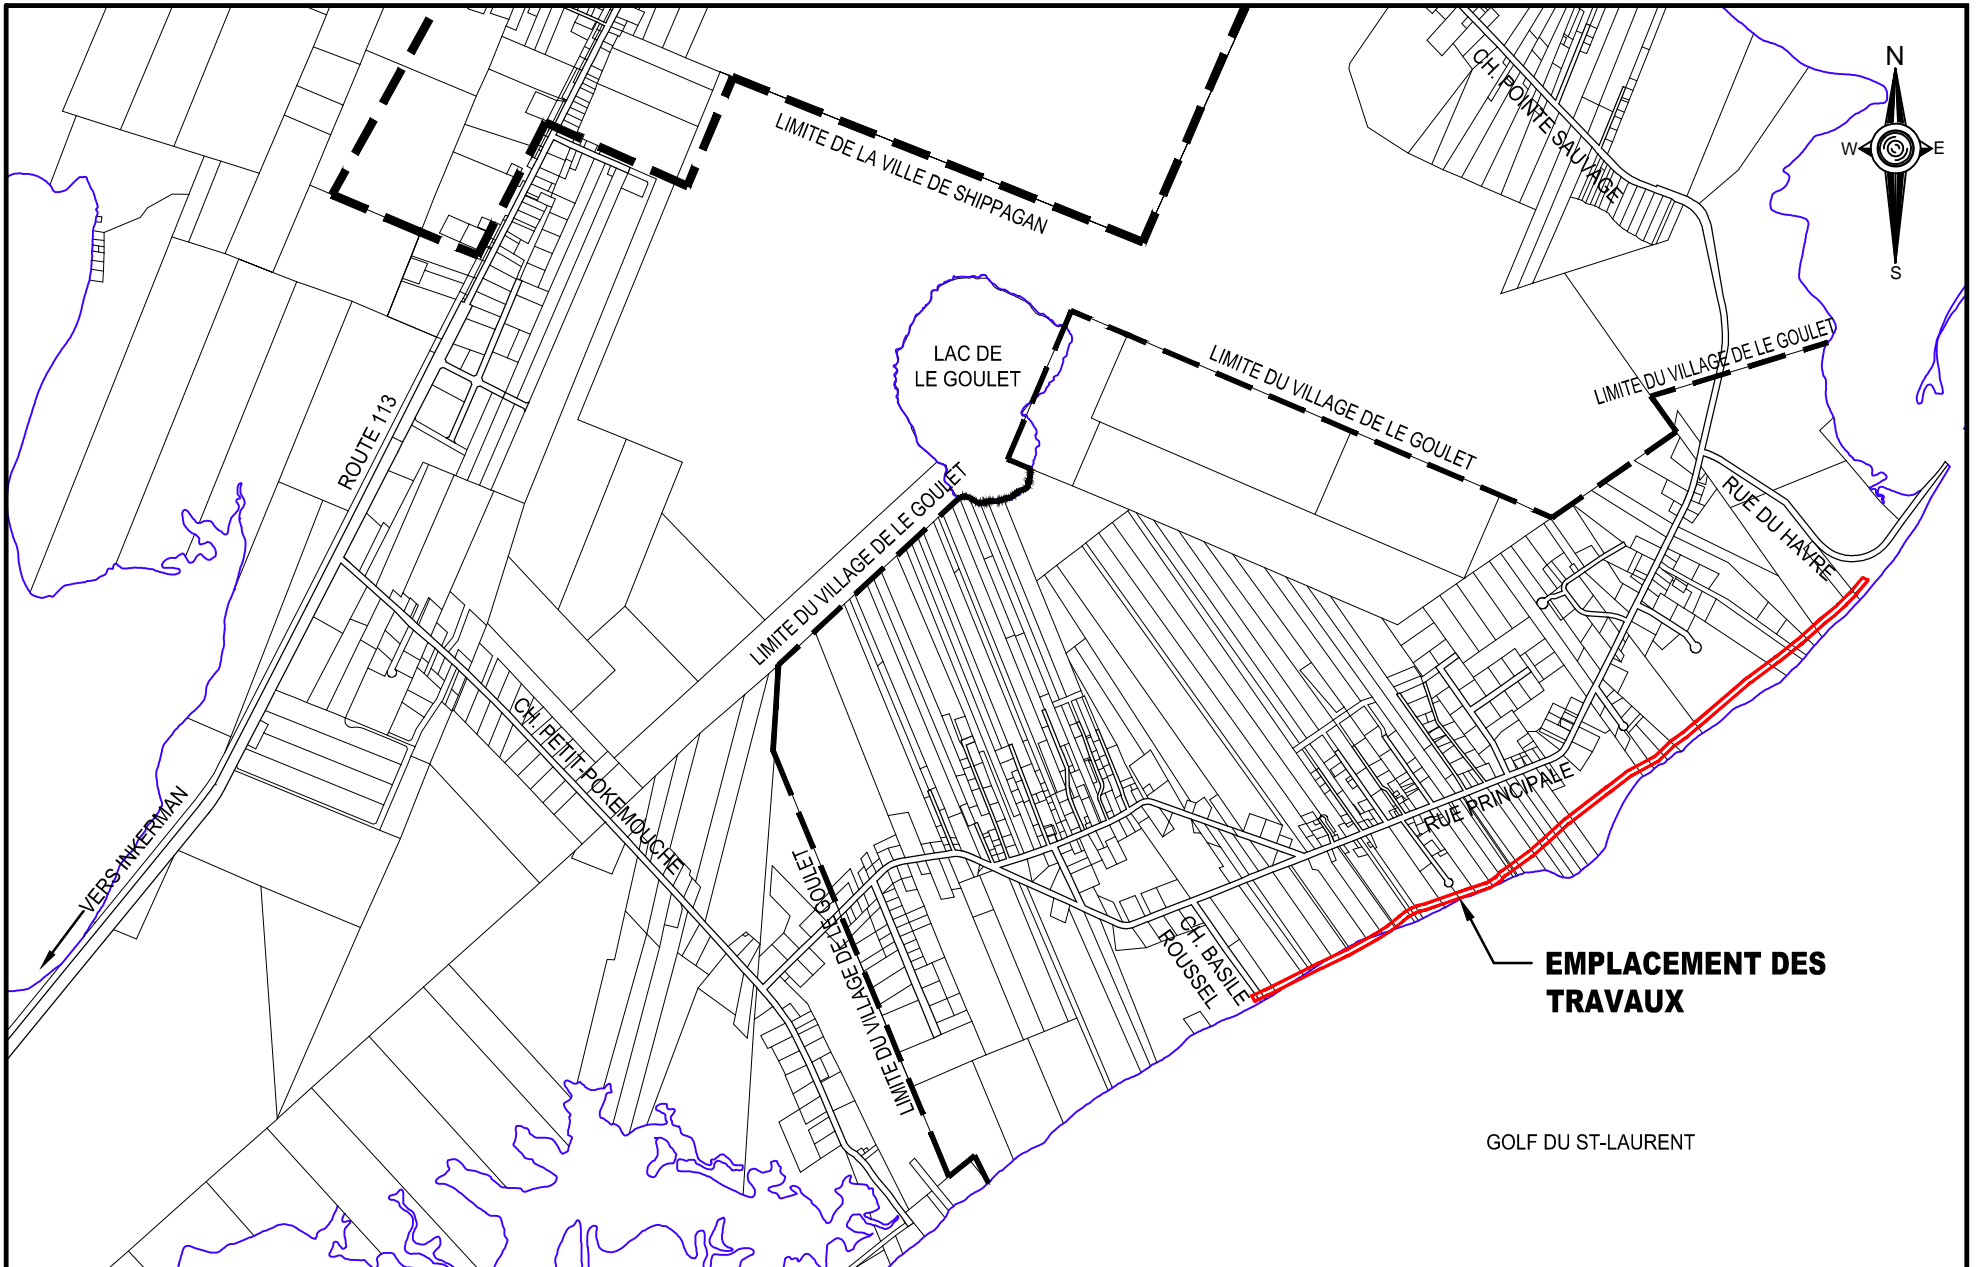 CH. POINTE SAUVAGE
N
W
E
S
LIMITE DE LA VILLE DE SHIPPAGAN
LAC DE
LE GOULET
LIMITE DU VILLAGE DE LE GOULET
LIMITE DU VILLAGE DE LE GOULET
ROUTE 113
LIMITE DU VILLAGE DE LE GOULET
RUE DU HAVRE
CH. PETIT-POKEMOUCHE
VERS INKERMAN
RUE PRINCIPALE
LIMITE DU VILLAGE DE LE GOULET
CH. BASILE
ROUSSEL
EMPLACEMENT DES
TRAVAUX
GOLF DU ST-LAURENT